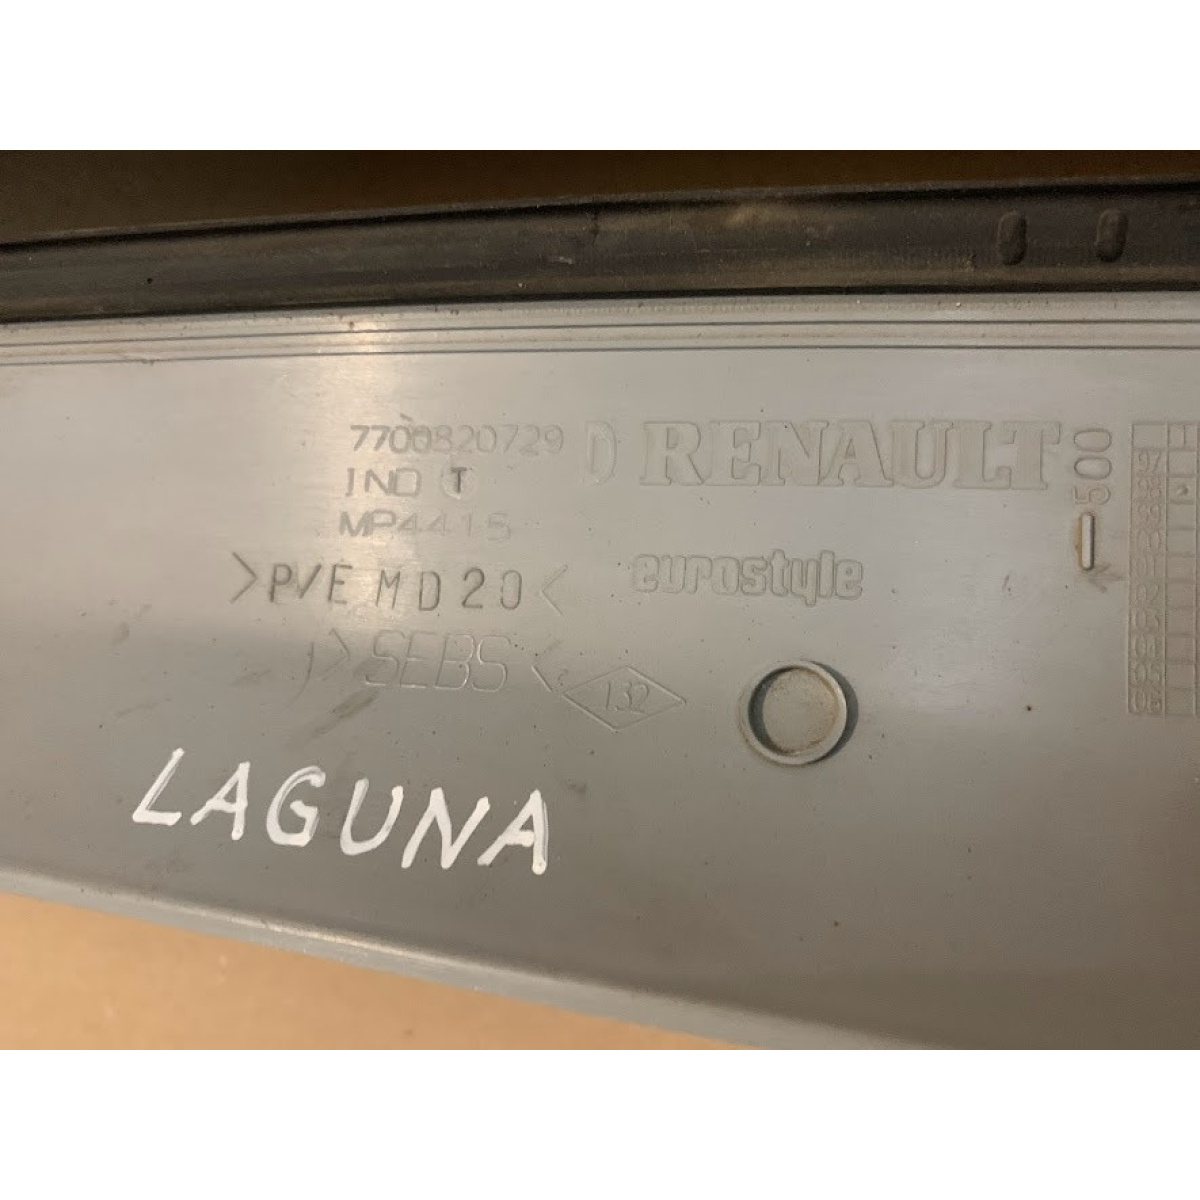 7700820729
IND T
MP4415
RENAULT
500
>P/E MD20<
eurostyle
>SEBS<
132
LAGUNA